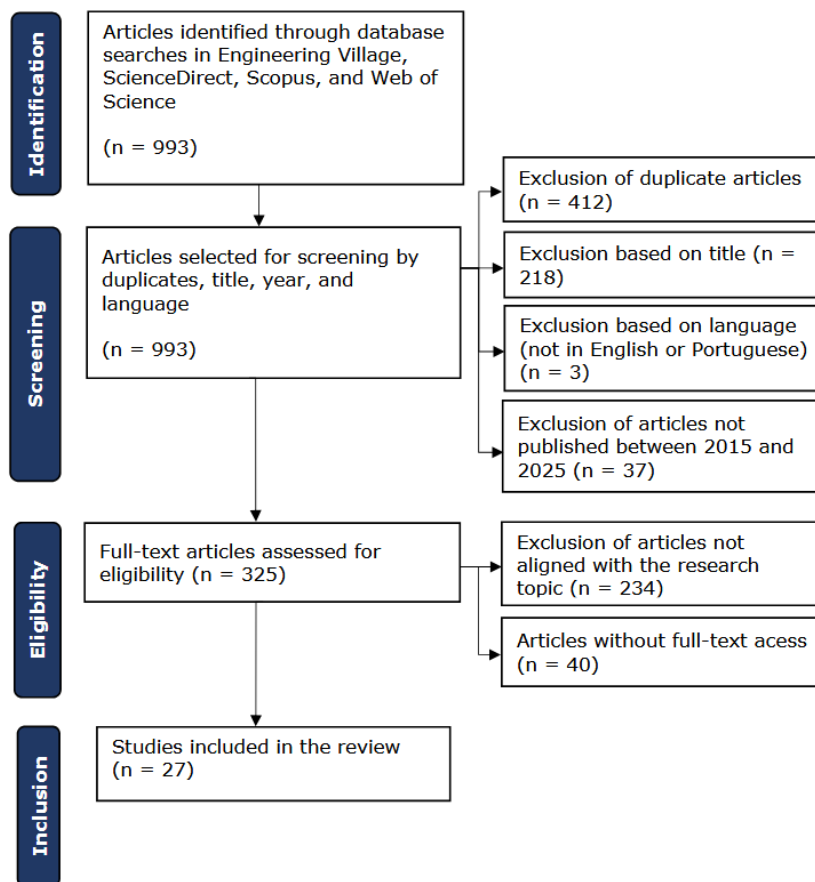 Identification
Articles identified through database
searches in Engineering Village,
ScienceDirect, Scopus, and Web of
Science
(n = 993)
Screening
Articles selected for screening by
duplicates, title, year, and
language
(n = 993)
Exclusion of duplicate articles
(n = 412)
Exclusion based on title (n =
218)
Exclusion based on language
(not in English or Portuguese)
(n = 3)
Exclusion of articles not
published between 2015 and
2025 (n = 37)
Eligibility
Full-text articles assessed for
eligibility (n = 325)
Exclusion of articles not
aligned with the research
topic (n = 234)
Articles without full-text acess
(n = 40)
Inclusion
Studies included in the review
(n = 27)